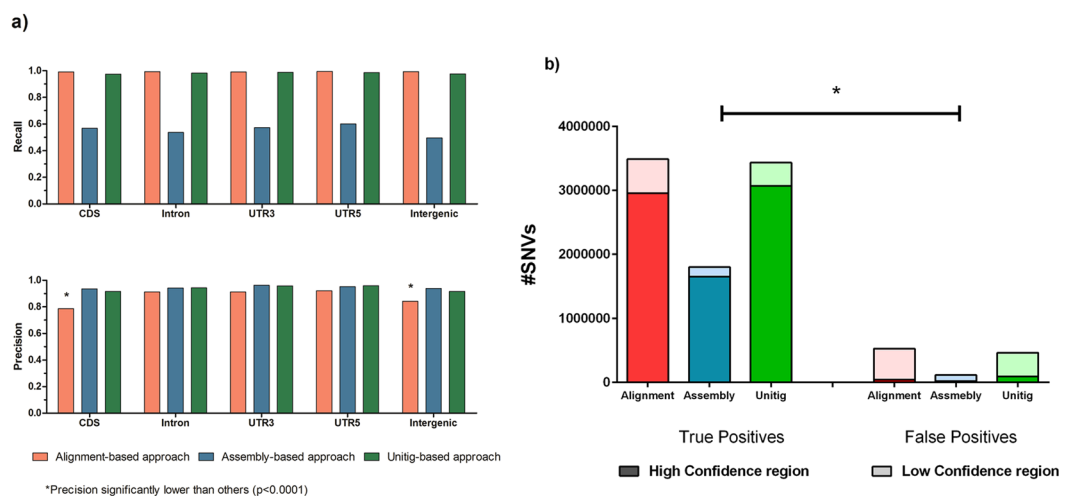 a)
1.0
0.8
0.6
0.4
0.2
0.0
Recall
CDS Intron UTR3 UTR5 Intergenic
1.0
0.8
0.6
0.4
0.2
0.0
Precision
* *
CDS Intron UTR3 UTR5 Intergenic
Alignment-based approach Assembly-based approach Unitig-based approach
*Precision significantly lower than others (p<0.0001)
b)
*
4000000
3000000
2000000
1000000
0
#SNVs
Alignment Assembly Unitig Alignment Assmebly Unitig
True Positives False Positives
High Confidence region Low Confidence region